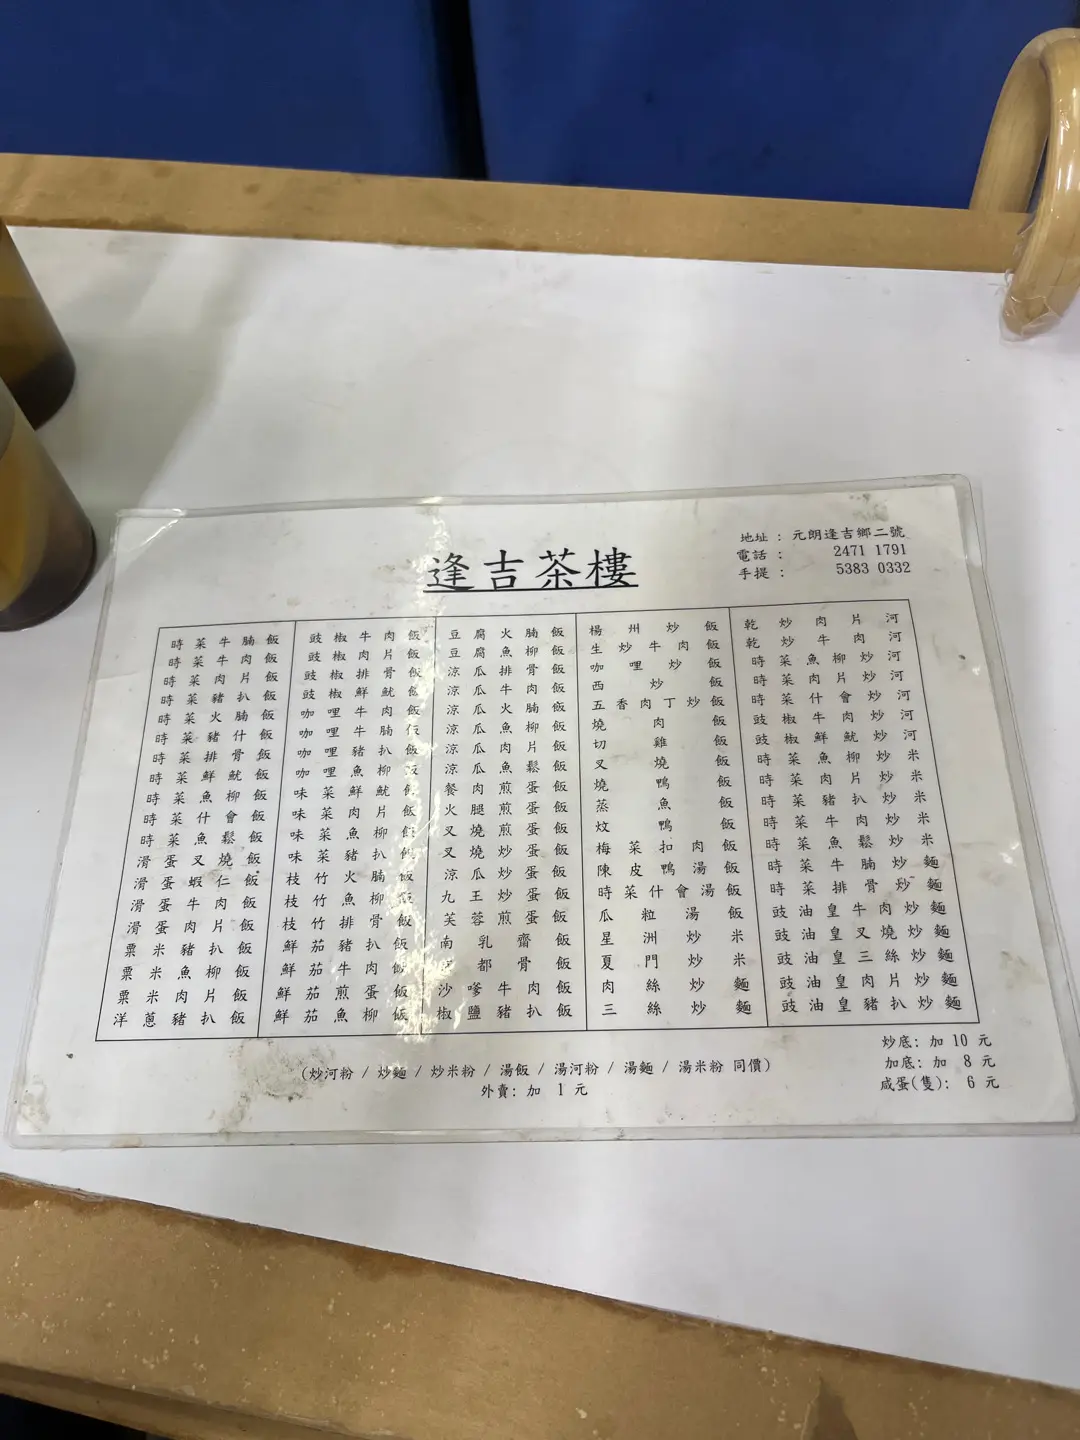 逢吉茶樓
地址 : 元朗逢吉鄉二號
電話 : 2471 1791
手提 : 5383 0332
時菜牛腩飯
時菜牛肉飯
時菜肉片飯
時菜豬扒飯
時菜火腩飯
時菜豬什飯
時菜排骨飯
時菜鮮魷飯
時菜魚柳飯
時菜什會飯
時菜魚鬆飯
滑蛋叉燒飯
滑蛋蝦仁飯
滑蛋牛肉飯
滑蛋肉片飯
粟米豬扒飯
粟米魚柳飯
粟米肉片飯
洋蔥豬扒飯
豉椒牛肉飯
豉椒肉片飯
豉椒排骨飯
豉椒鮮魷飯
咖哩牛肉飯
咖哩牛腩飯
咖哩豬扒飯
咖哩魚柳飯
味菜鮮魷飯
味菜肉片飯
味菜魚柳飯
味菜豬扒飯
枝竹火腩飯
枝竹魚柳飯
枝竹排骨飯
鮮茄豬扒飯
鮮茄牛肉飯
鮮茄煎蛋飯
鮮茄魚柳飯
豆腐火腩飯
豆腐魚柳飯
涼瓜排骨飯
涼瓜牛肉飯
涼瓜火腩飯
涼瓜魚柳飯
涼瓜肉片飯
涼瓜魚鬆飯
餐肉煎蛋飯
火腿煎蛋飯
叉燒煎蛋飯
叉燒炒蛋飯
涼瓜炒蛋飯
九王炒蛋飯
芙蓉煎蛋飯
南乳齋飯
都骨飯
沙嗲牛肉飯
椒鹽豬扒飯
楊州炒飯
生炒牛肉飯
咖哩炒飯
西炒飯
五香肉丁炒飯
燒肉飯
切雞飯
叉燒飯
燒鴨飯
蒸魚飯
炆鴨飯
梅菜扣肉飯
陳皮鴨湯飯
時菜什會湯飯
瓜粒湯飯
星洲炒米
夏門炒米
肉絲炒麵
三絲炒麵
乾炒肉片河
乾炒牛肉河
時菜魚柳炒河
時菜肉片炒河
時菜什會炒河
豉椒牛肉炒河
豉椒鮮魷炒河
時菜魚柳炒米
時菜肉片炒米
時菜豬扒炒米
時菜牛肉炒米
時菜魚鬆炒米
時菜牛腩炒麵
時菜排骨炒麵
豉油皇牛肉炒麵
豉油皇叉燒炒麵
豉油皇三絲炒麵
豉油皇肉片炒麵
豉油皇豬扒炒麵
(炒河粉 / 炒麵 / 炒米粉 / 湯飯 / 湯河粉 / 湯麵 / 湯米粉 同價)
外賣: 加 1 元
炒底: 加 10 元
加底: 加 8 元
咸蛋(隻): 6 元